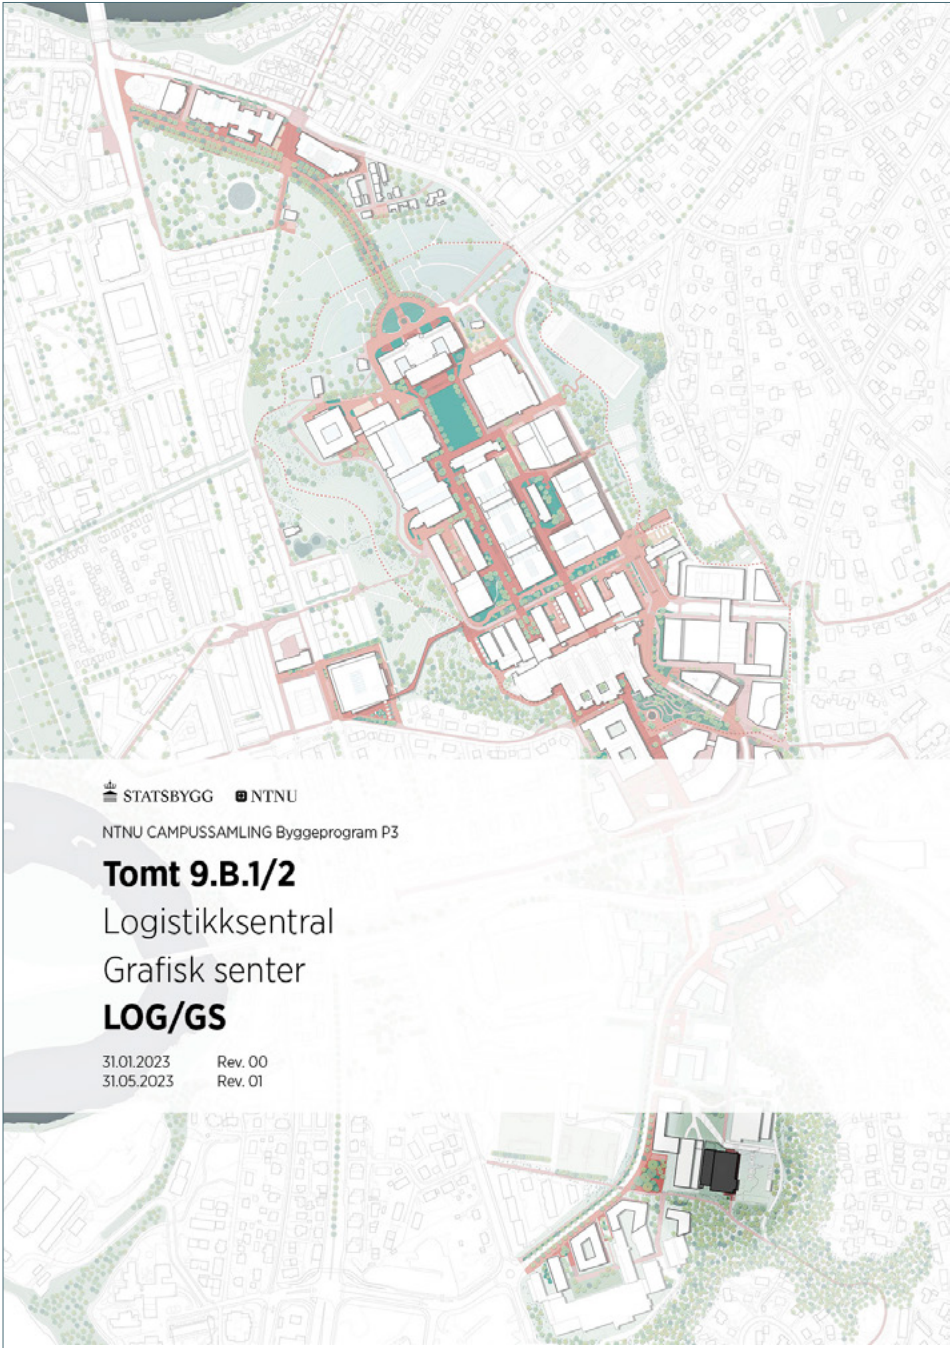 STATSBYGG NTNU
NTNU CAMPUSSAMLING Byggeprogram P3
Tomt 9.B.1/2
Logistikksentral
Grafisk senter
LOG/GS
31.01.2023 Rev. 00
31.05.2023 Rev. 01